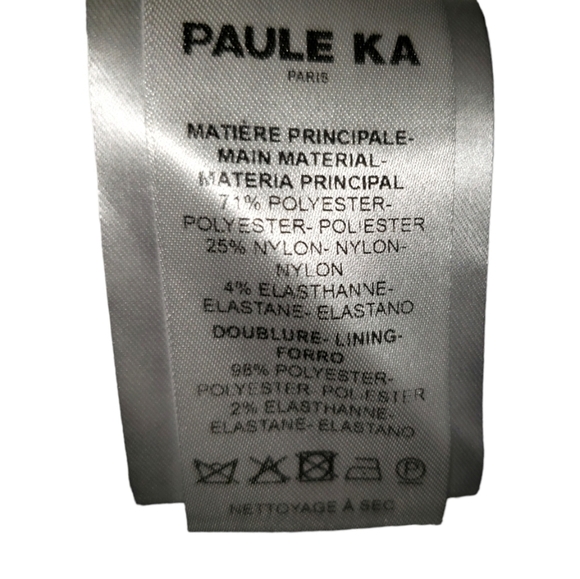 PAULE KA
PARIS
MATIÈRE PRINCIPALE-
MAIN MATERIAL-
MATERIA PRINCIPAL
71% POLYESTER-
POLYESTER- POLIESTER
25% NYLON- NYLON-
NYLON
4% ELASTHANNE-
ELASTANE- ELASTANO
DOUBLURE- LINING-
FORRO
98% POLYESTER-
POLYESTER- POLIESTER
2% ELASTHANNE-
ELASTANE- ELASTANO
P
NETTOYAGE À SEC